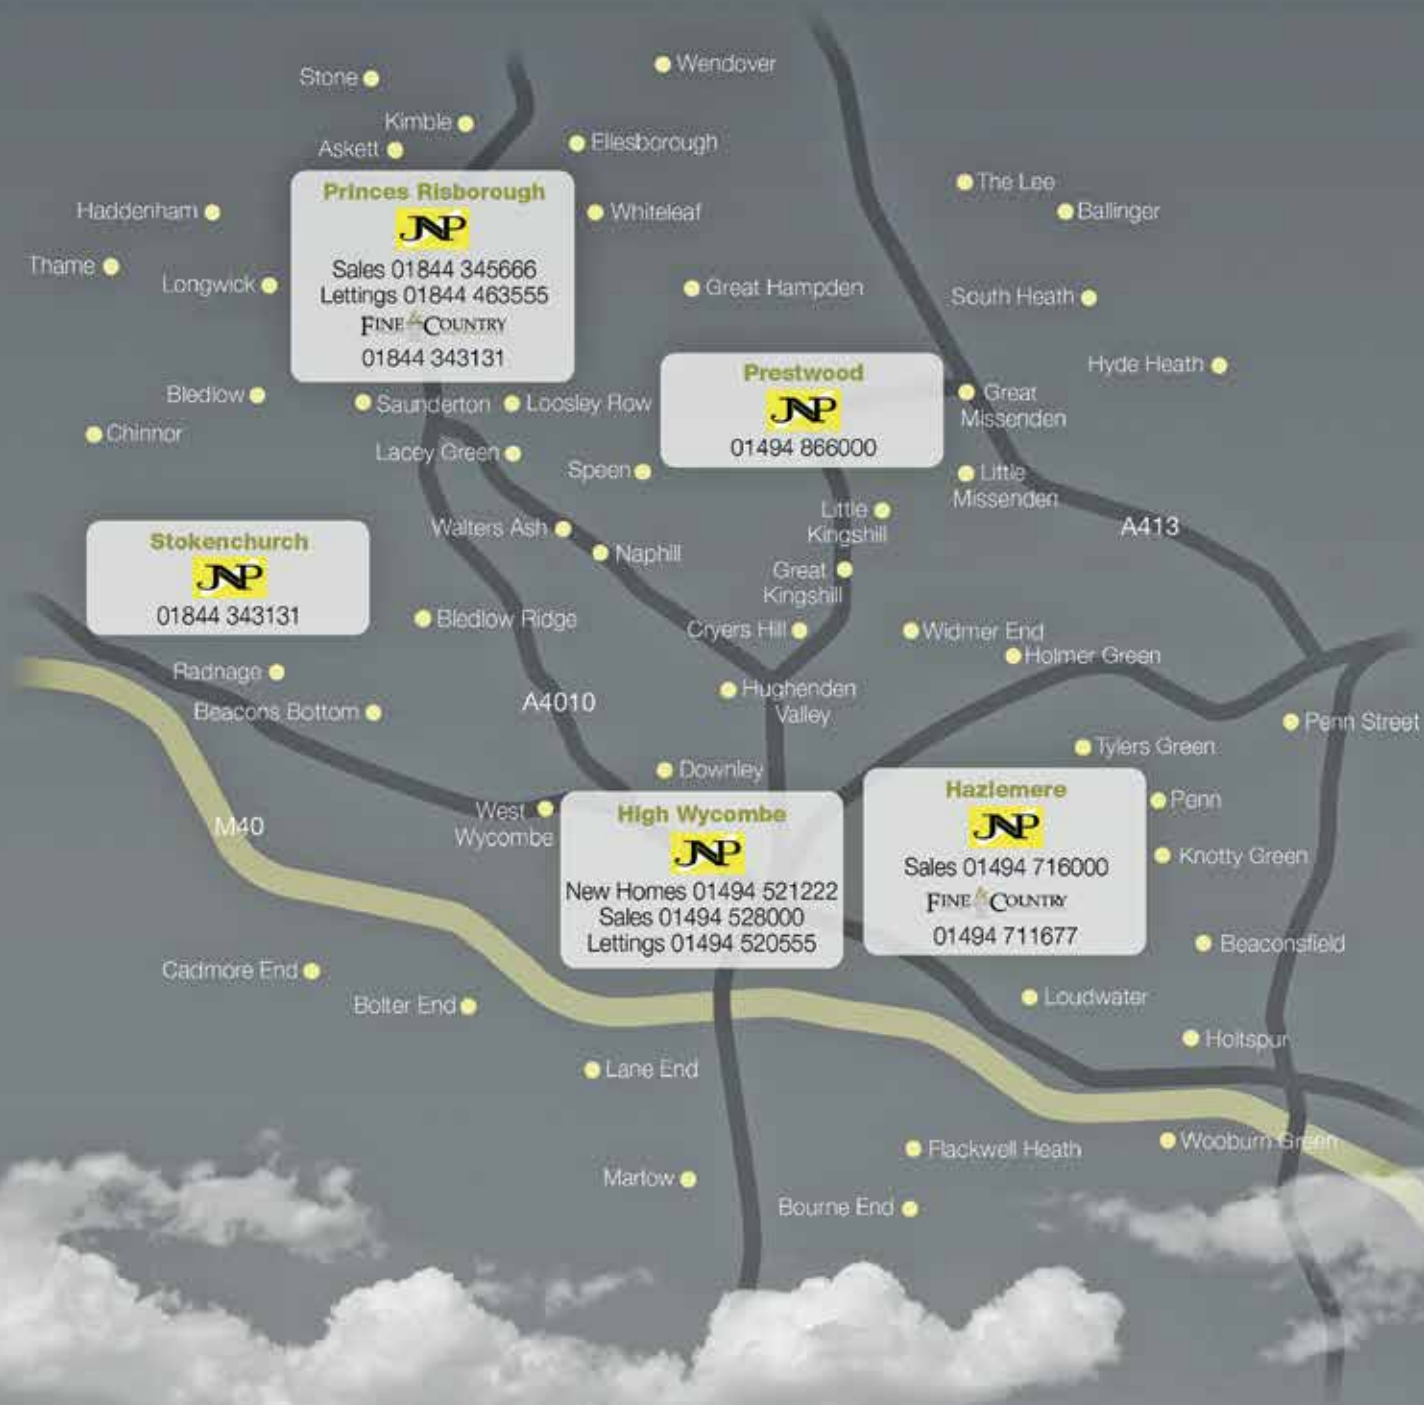 Wendover
Stone
Kimble
Ellesborough
Askett
The Lee
Princes Risborough
JNP
Sales 01844 345666
Lettings 01844 463555
FINE & COUNTRY
01844 343131
Haddenham
Whiteleaf
Ballinger
Thame
Longwick
Great Hampden
South Heath
Hyde Heath
Prestwood
JNP
01494 866000
Great
Missenden
Bledlow
Saunderton
Loosley Row
Chinnor
Lacey Green
Speen
Little
Missenden
Little
Kingshill
A413
Walters Ash
Naphill
Great
Kingshill
Stokenchurch
JNP
01844 343131
Bledlow Ridge
Cryers Hill
Widmer End
Holmer Green
Radnage
Beacons Bottom
A4010
Hughenden
Valley
Penn Street
Tylers Green
Downley
West
Wycombe
High Wycombe
JNP
New Homes 01494 521222
Sales 01494 528000
Lettings 01494 520555
Hazlemere
JNP
Sales 01494 716000
FINE & COUNTRY
01494 711677
Penn
M40
Knotty Green
Beaconsfield
Cadmore End
Bolter End
Loudwater
Holtspur
Lane End
Wooburn Green
Flackwell Heath
Marlow
Bourne End